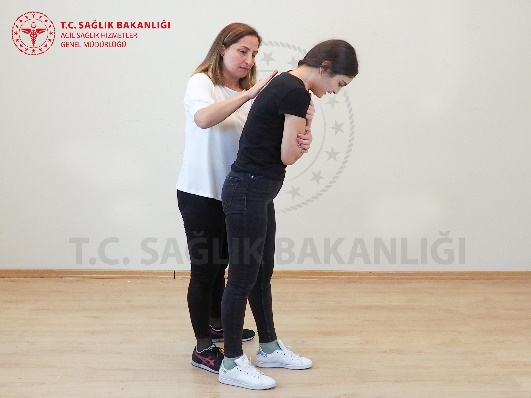 T.C. SAĞLIK BAKANLIĞI
ACİL SAĞLIK HİZMETLERİ
GENEL MÜDÜRLÜĞÜ
T.C. SAĞLIK BAKANLIĞI